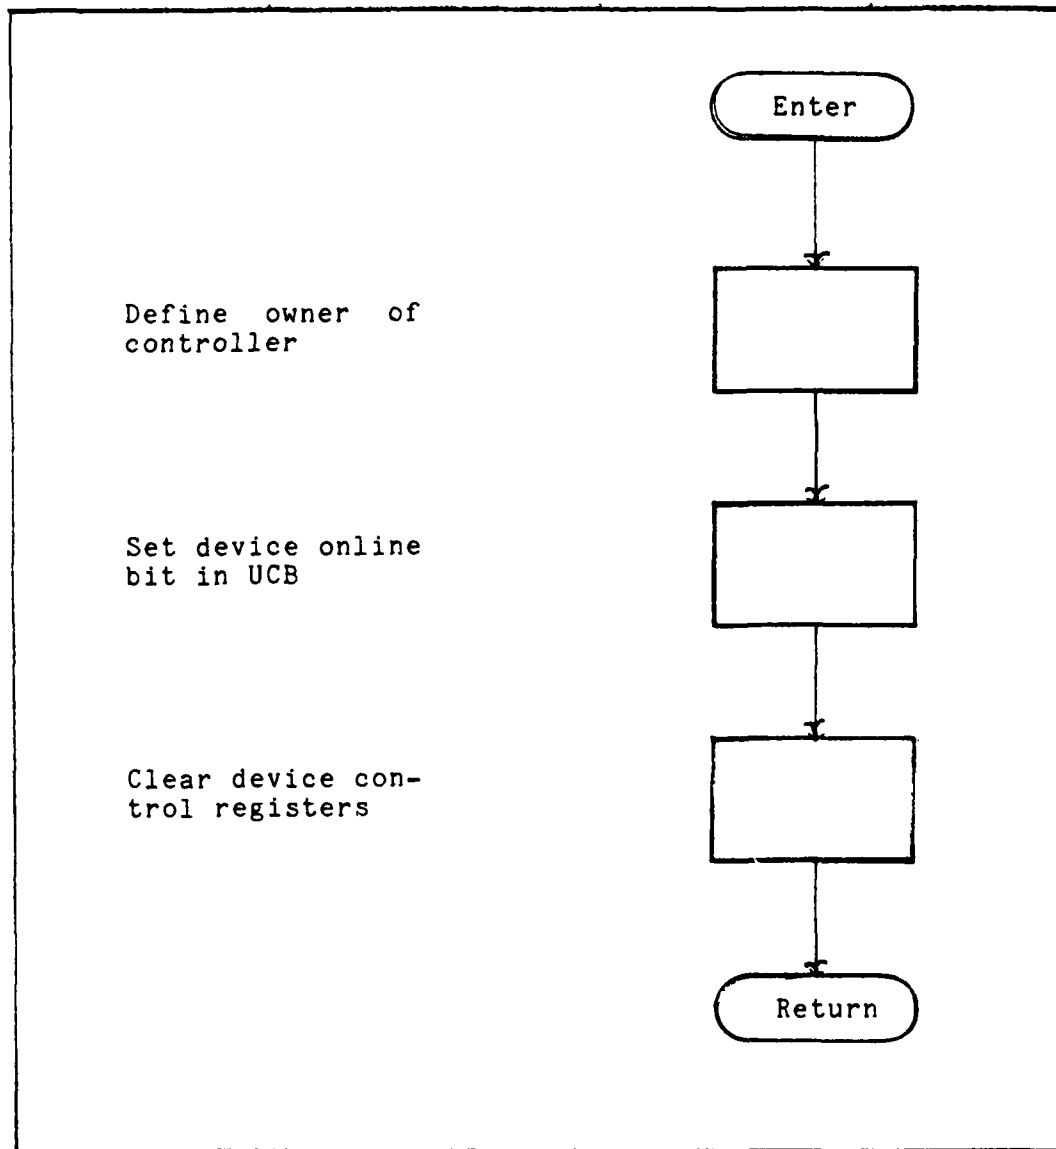 Enter
Define owner of
controller
Set device online
bit in UCB
Clear device con-
trol registers
Return